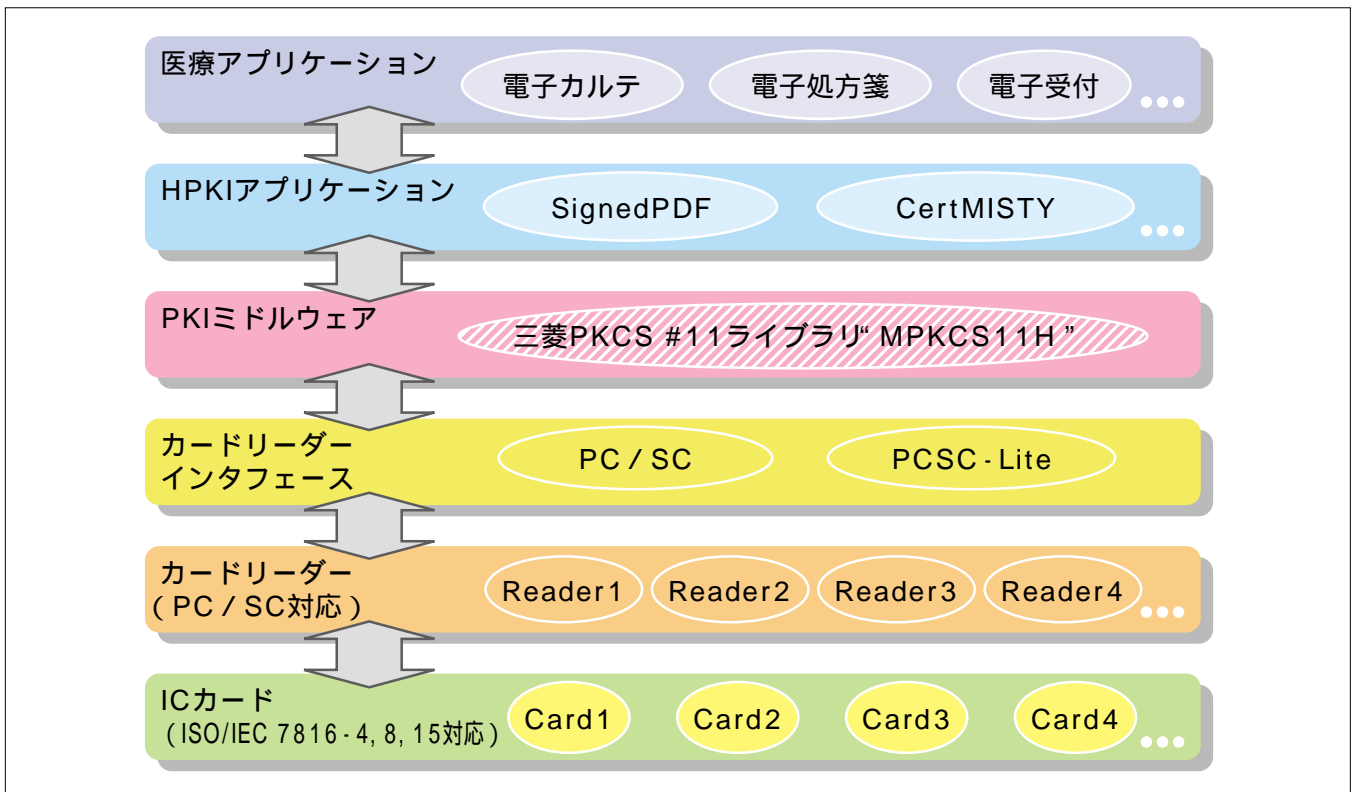 医療アプリケーション
電子カルテ 電子処方箋 電子受付 •••
HPKIアプリケーション
SignedPDF CertMISTY •••
PKIミドルウェア
三菱PKCS #11ライブラリ“MPKCS11H”
カードリーダー
インタフェース
PC/SC PCSC-Lite
カードリーダー
(PC/SC対応)
Reader1 Reader2 Reader3 Reader4 •••
ICカード
(ISO/IEC 7816-4, 8, 15対応)
Card1 Card2 Card3 Card4 •••